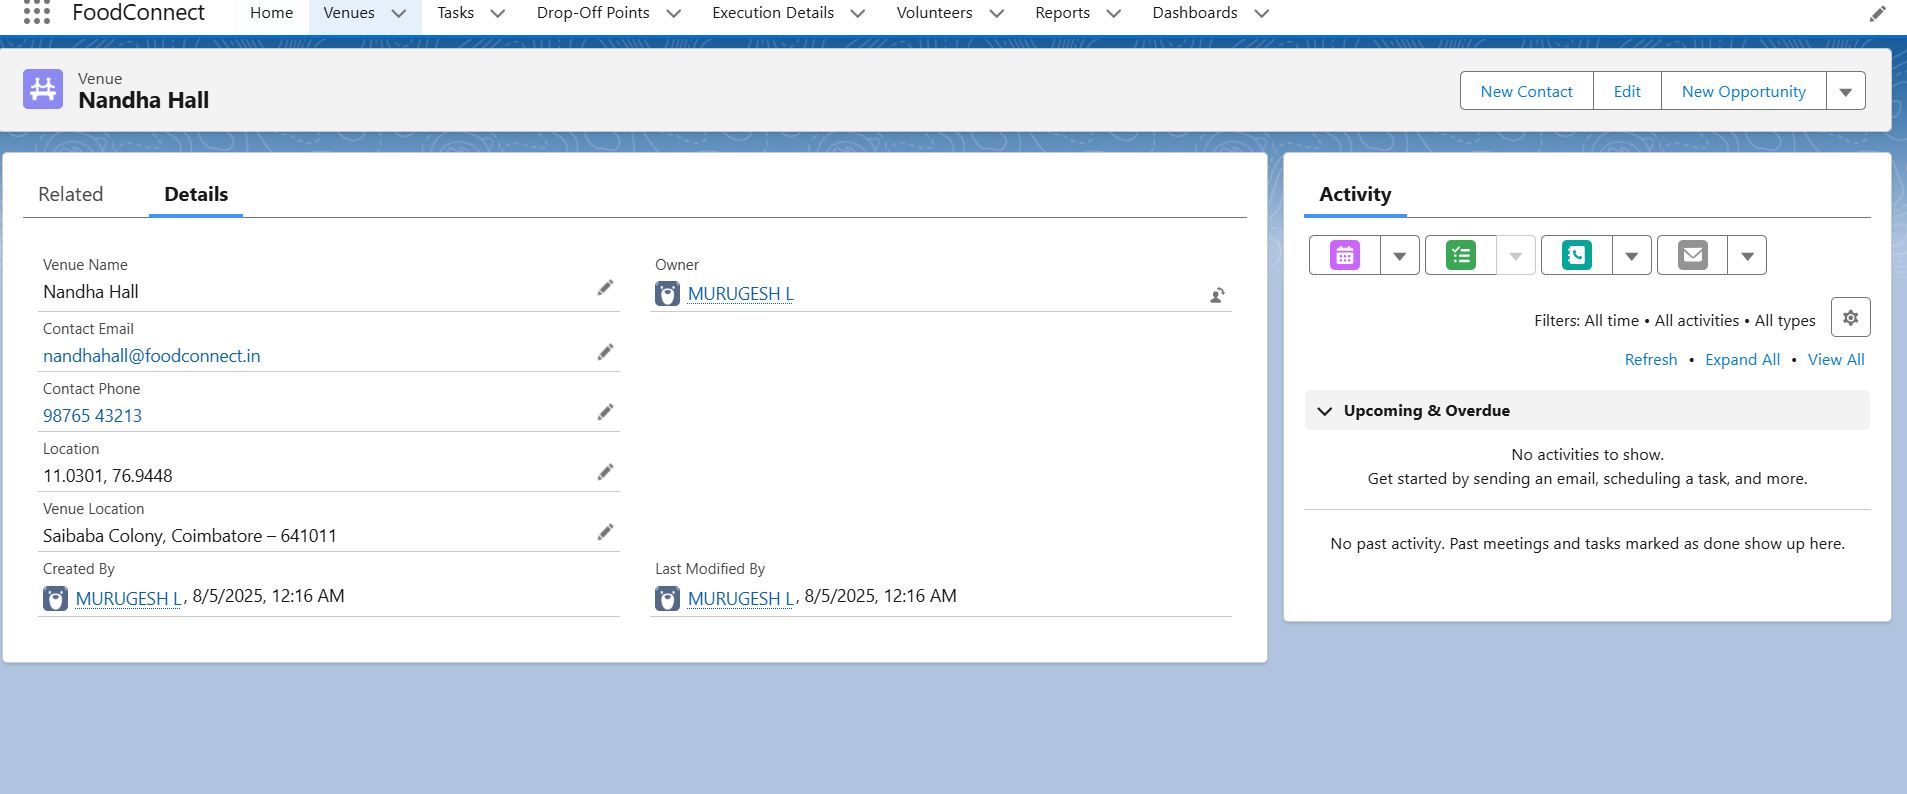 FoodConnect Home Venues Tasks Drop-Off Points Execution Details Volunteers Reports Dashboards
Venue
Nandha Hall
New Contact Edit New Opportunity
Related Details
Venue Name
Nandha Hall
Owner
MURUGESH L
Contact Email
nandhahall@foodconnect.in
Contact Phone
98765 43213
Location
11.0301, 76.9448
Venue Location
Saibaba Colony, Coimbatore – 641011
Created By
MURUGESH L, 8/5/2025, 12:16 AM
Last Modified By
MURUGESH L, 8/5/2025, 12:16 AM
Activity
Filters: All time • All activities • All types
Refresh • Expand All • View All
Upcoming & Overdue
No activities to show.
Get started by sending an email, scheduling a task, and more.
No past activity. Past meetings and tasks marked as done show up here.